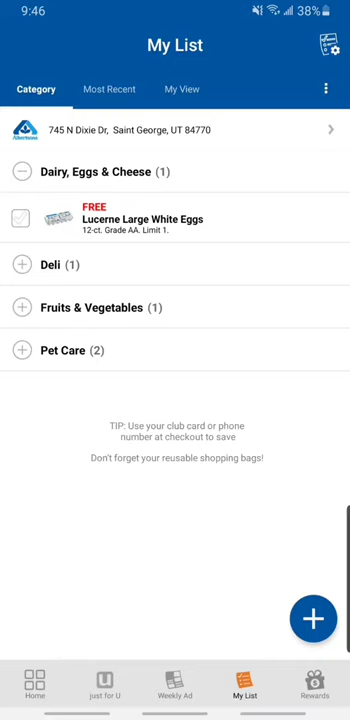 9:46
38%
My List
Category
Most Recent
My View
Albertsons
745 N Dixie Dr, Saint George, UT 84770
Dairy, Eggs & Cheese (1)
FREE
Lucerne Large White Eggs
12-ct. Grade AA. Limit 1.
Deli (1)
Fruits & Vegetables (1)
Pet Care (2)
TIP: Use your club card or phone
number at checkout to save
Don't forget your reusable shopping bags!
Home
just for U
Weekly Ad
My List
Rewards